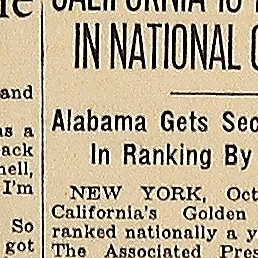 and
as a
ack
nell,
I'm
So
got
CALIFORNIA IS
IN NATIONAL
Alabama Gets Sec
In Ranking By
NEW YORK, Oct
California's Golden
ranked nationally a y
The Associated Pres